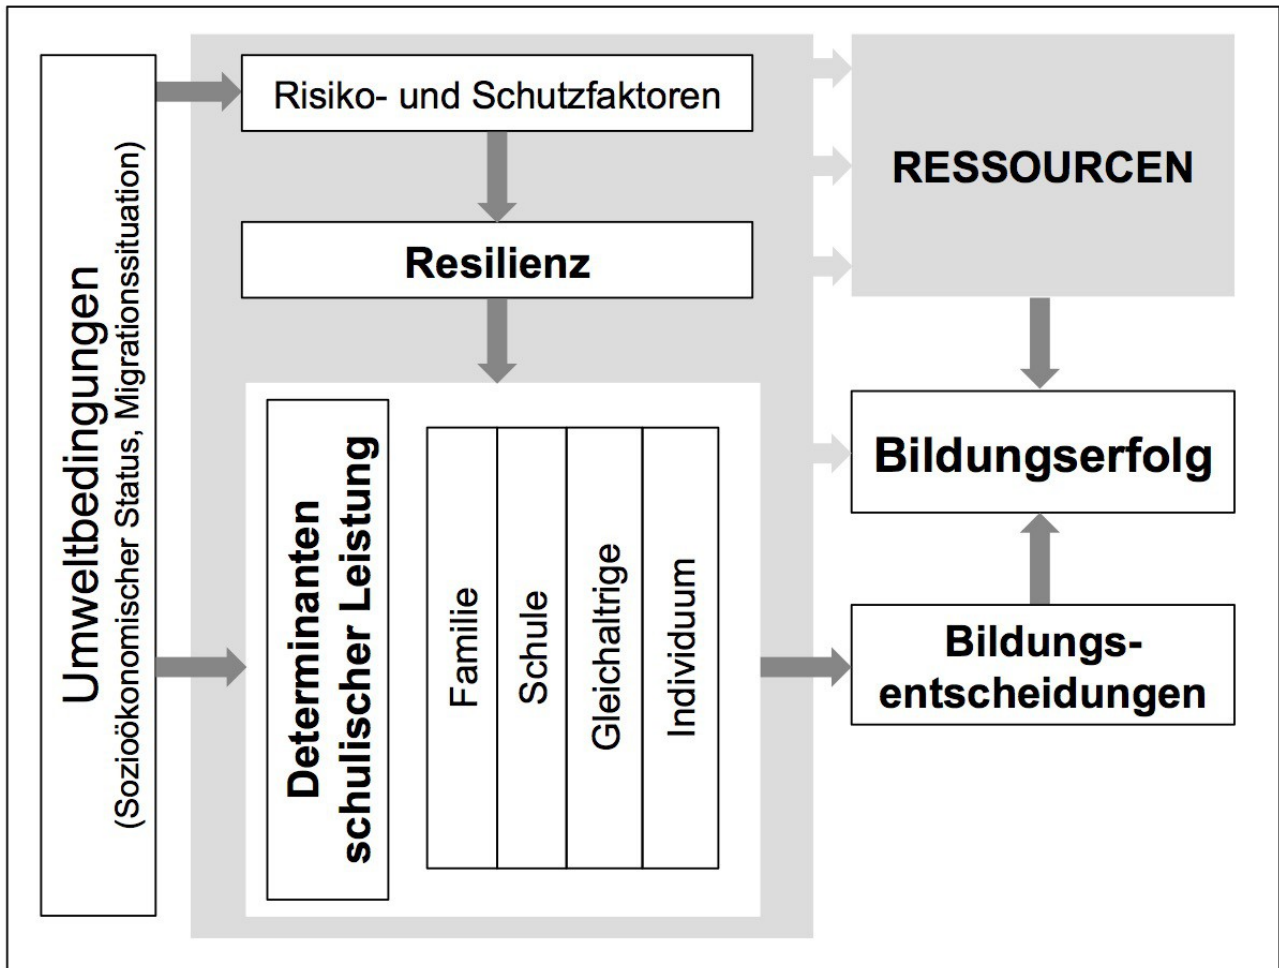 Umweltbedingungen
(Sozioökonomischer Status, Migrationssituation)
Risiko- und Schutzfaktoren
Resilienz
Determinanten
schulischer Leistung
Familie
Schule
Gleichaltrige
Individuum
RESSOURCEN
Bildungserfolg
Bildungs-
entscheidungen